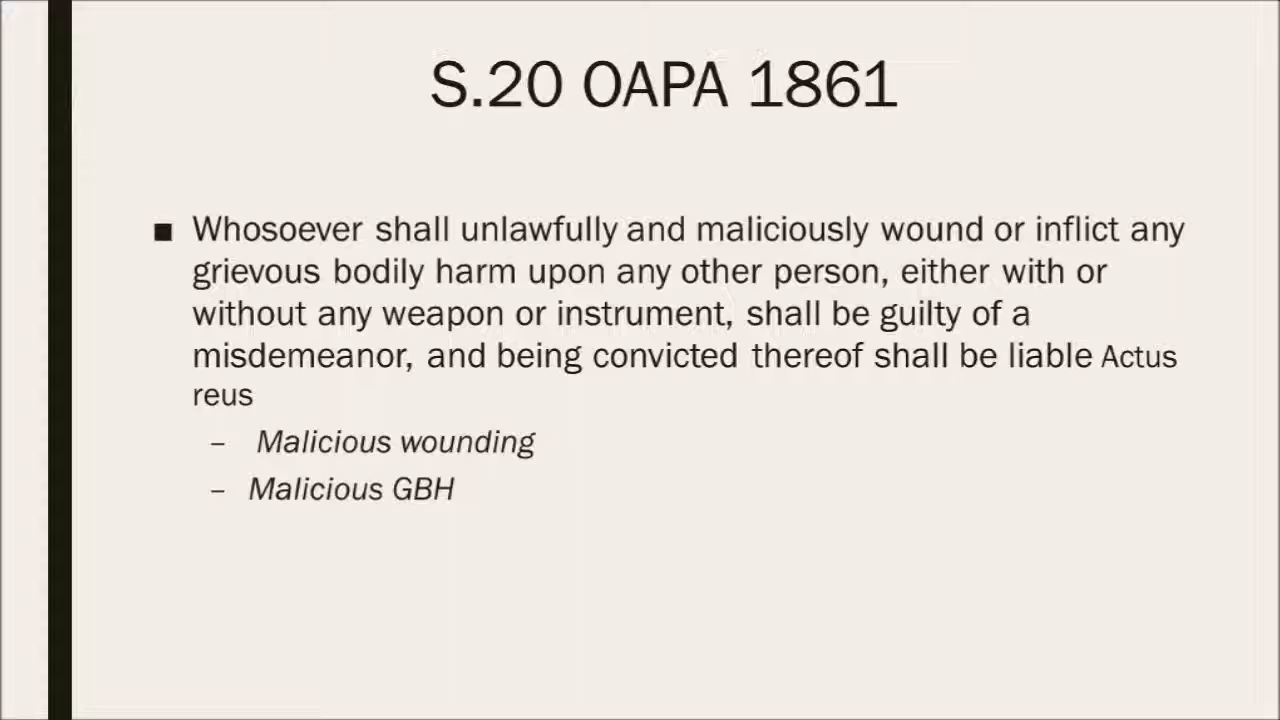 S.20 OAPA 1861
■ Whosoever shall unlawfully and maliciously wound or inflict any
grievous bodily harm upon any other person, either with or
without any weapon or instrument, shall be guilty of a
misdemeanor, and being convicted thereof shall be liable Actus
reus
– Malicious wounding
– Malicious GBH